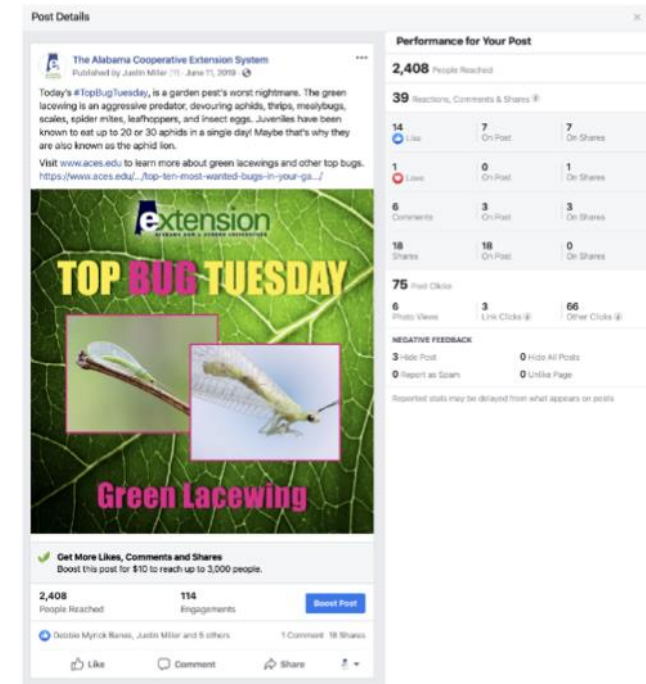 Post Details
The Alabama Cooperative Extension System
Published by Justin Miller · June 11, 2019 ·
Today's #TopBugTuesday, is a garden pest's worst nightmare. The green
lacewing is an aggressive predator, devouring aphids, thrips, mealybugs,
scales, spider mites, leafhoppers, and insect eggs. Juveniles have been
known to eat up to 20 or 30 aphids in a single day! Maybe that's why they
are also known as the aphid lion.
Visit www.aces.edu to learn more about green lacewings and other top bugs.
https://www.aces.edu/.../top-ten-most-wanted-bugs-in-your-ga.../
extension
TOP BUG TUESDAY
Green Lacewing
Get More Likes, Comments and Shares
Boost this post for $10 to reach up to 3,000 people.
2,408
People Reached
114
Engagements
Boost Post
Justin Miller and 5 others
1 Comment 18 Shares
Like Comment Share
Performance for Your Post
2,408 People Reached
39 Reactions, Comments & Shares
14 Like
7 On Post
7 On Shares
1 Love
0 On Post
1 On Shares
6 Comments
3 On Post
3 On Shares
18 Shares
18 On Post
0 On Shares
75 Post Clicks
6 Photo Views
3 Link Clicks
66 Other Clicks
NEGATIVE FEEDBACK
3 Hide Post
0 Hide All Posts
0 Report as Spam
0 Unlike Page
Reported stats may be delayed from what appears on posts